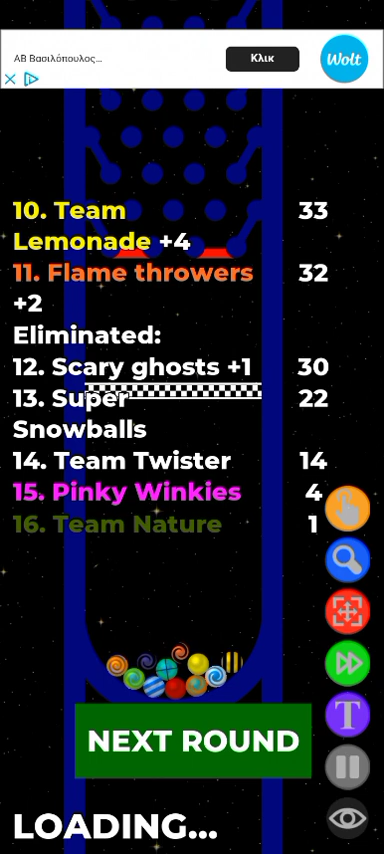 ΑΒ Βασιλόπουλος...
Κλικ
Wolt
10. Team 33
Lemonade +4
11. Flame throwers 32
+2
Eliminated:
12. Scary ghosts +1 30
13. Super 22
Snowballs
14. Team Twister 14
15. Pinky Winkies 4
16. Team Nature 1
T
NEXT ROUND
LOADING...